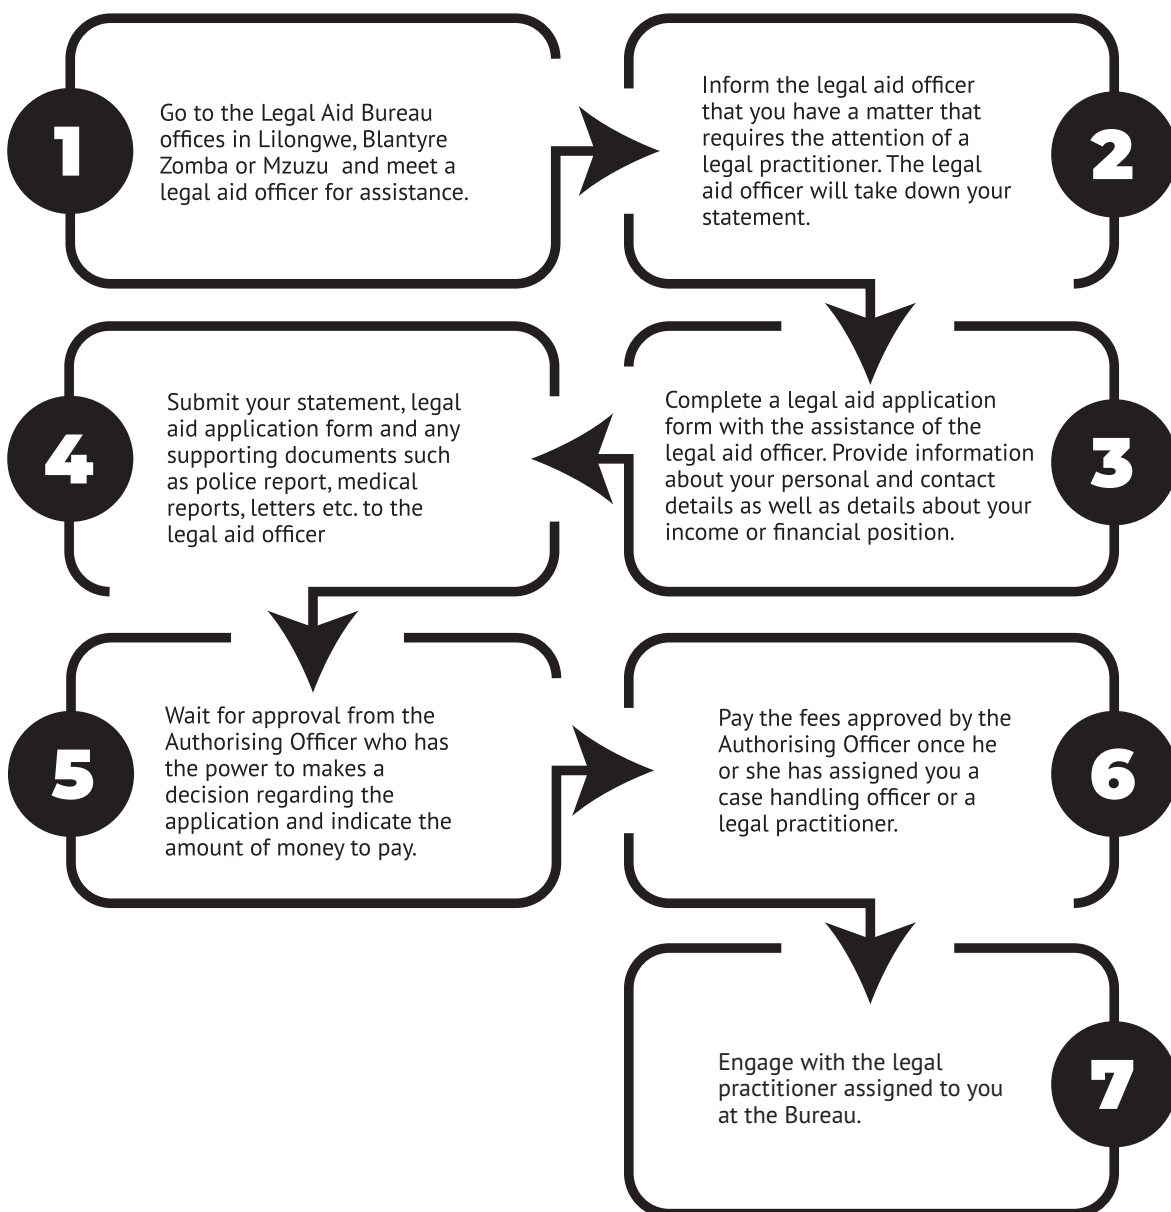 1
Go to the Legal Aid Bureau
offices in Lilongwe, Blantyre
Zomba or Mzuzu  and meet a
legal aid officer for assistance.
2
Inform the legal aid officer
that you have a matter that
requires the attention of a
legal practitioner. The legal
aid officer will take down your
statement.
3
Complete a legal aid application
form with the assistance of the
legal aid officer. Provide information
about your personal and contact
details as well as details about your
income or financial position.
4
Submit your statement, legal
aid application form and any
supporting documents such
as police report, medical
reports, letters etc. to the
legal aid officer
5
Wait for approval from the
Authorising Officer who has
the power to makes a
decision regarding the
application and indicate the
amount of money to pay.
6
Pay the fees approved by the
Authorising Officer once he
or she has assigned you a
case handling officer or a
legal practitioner.
7
Engage with the legal
practitioner assigned to you
at the Bureau.